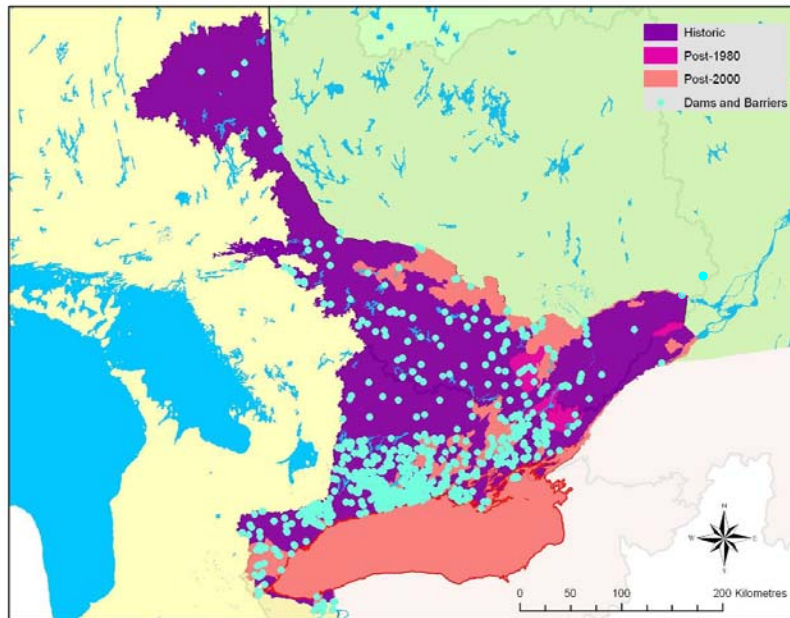 Historic
Post-1980
Post-2000
Dams and Barriers
N
W E
S
0 50 100 200 Kilometres